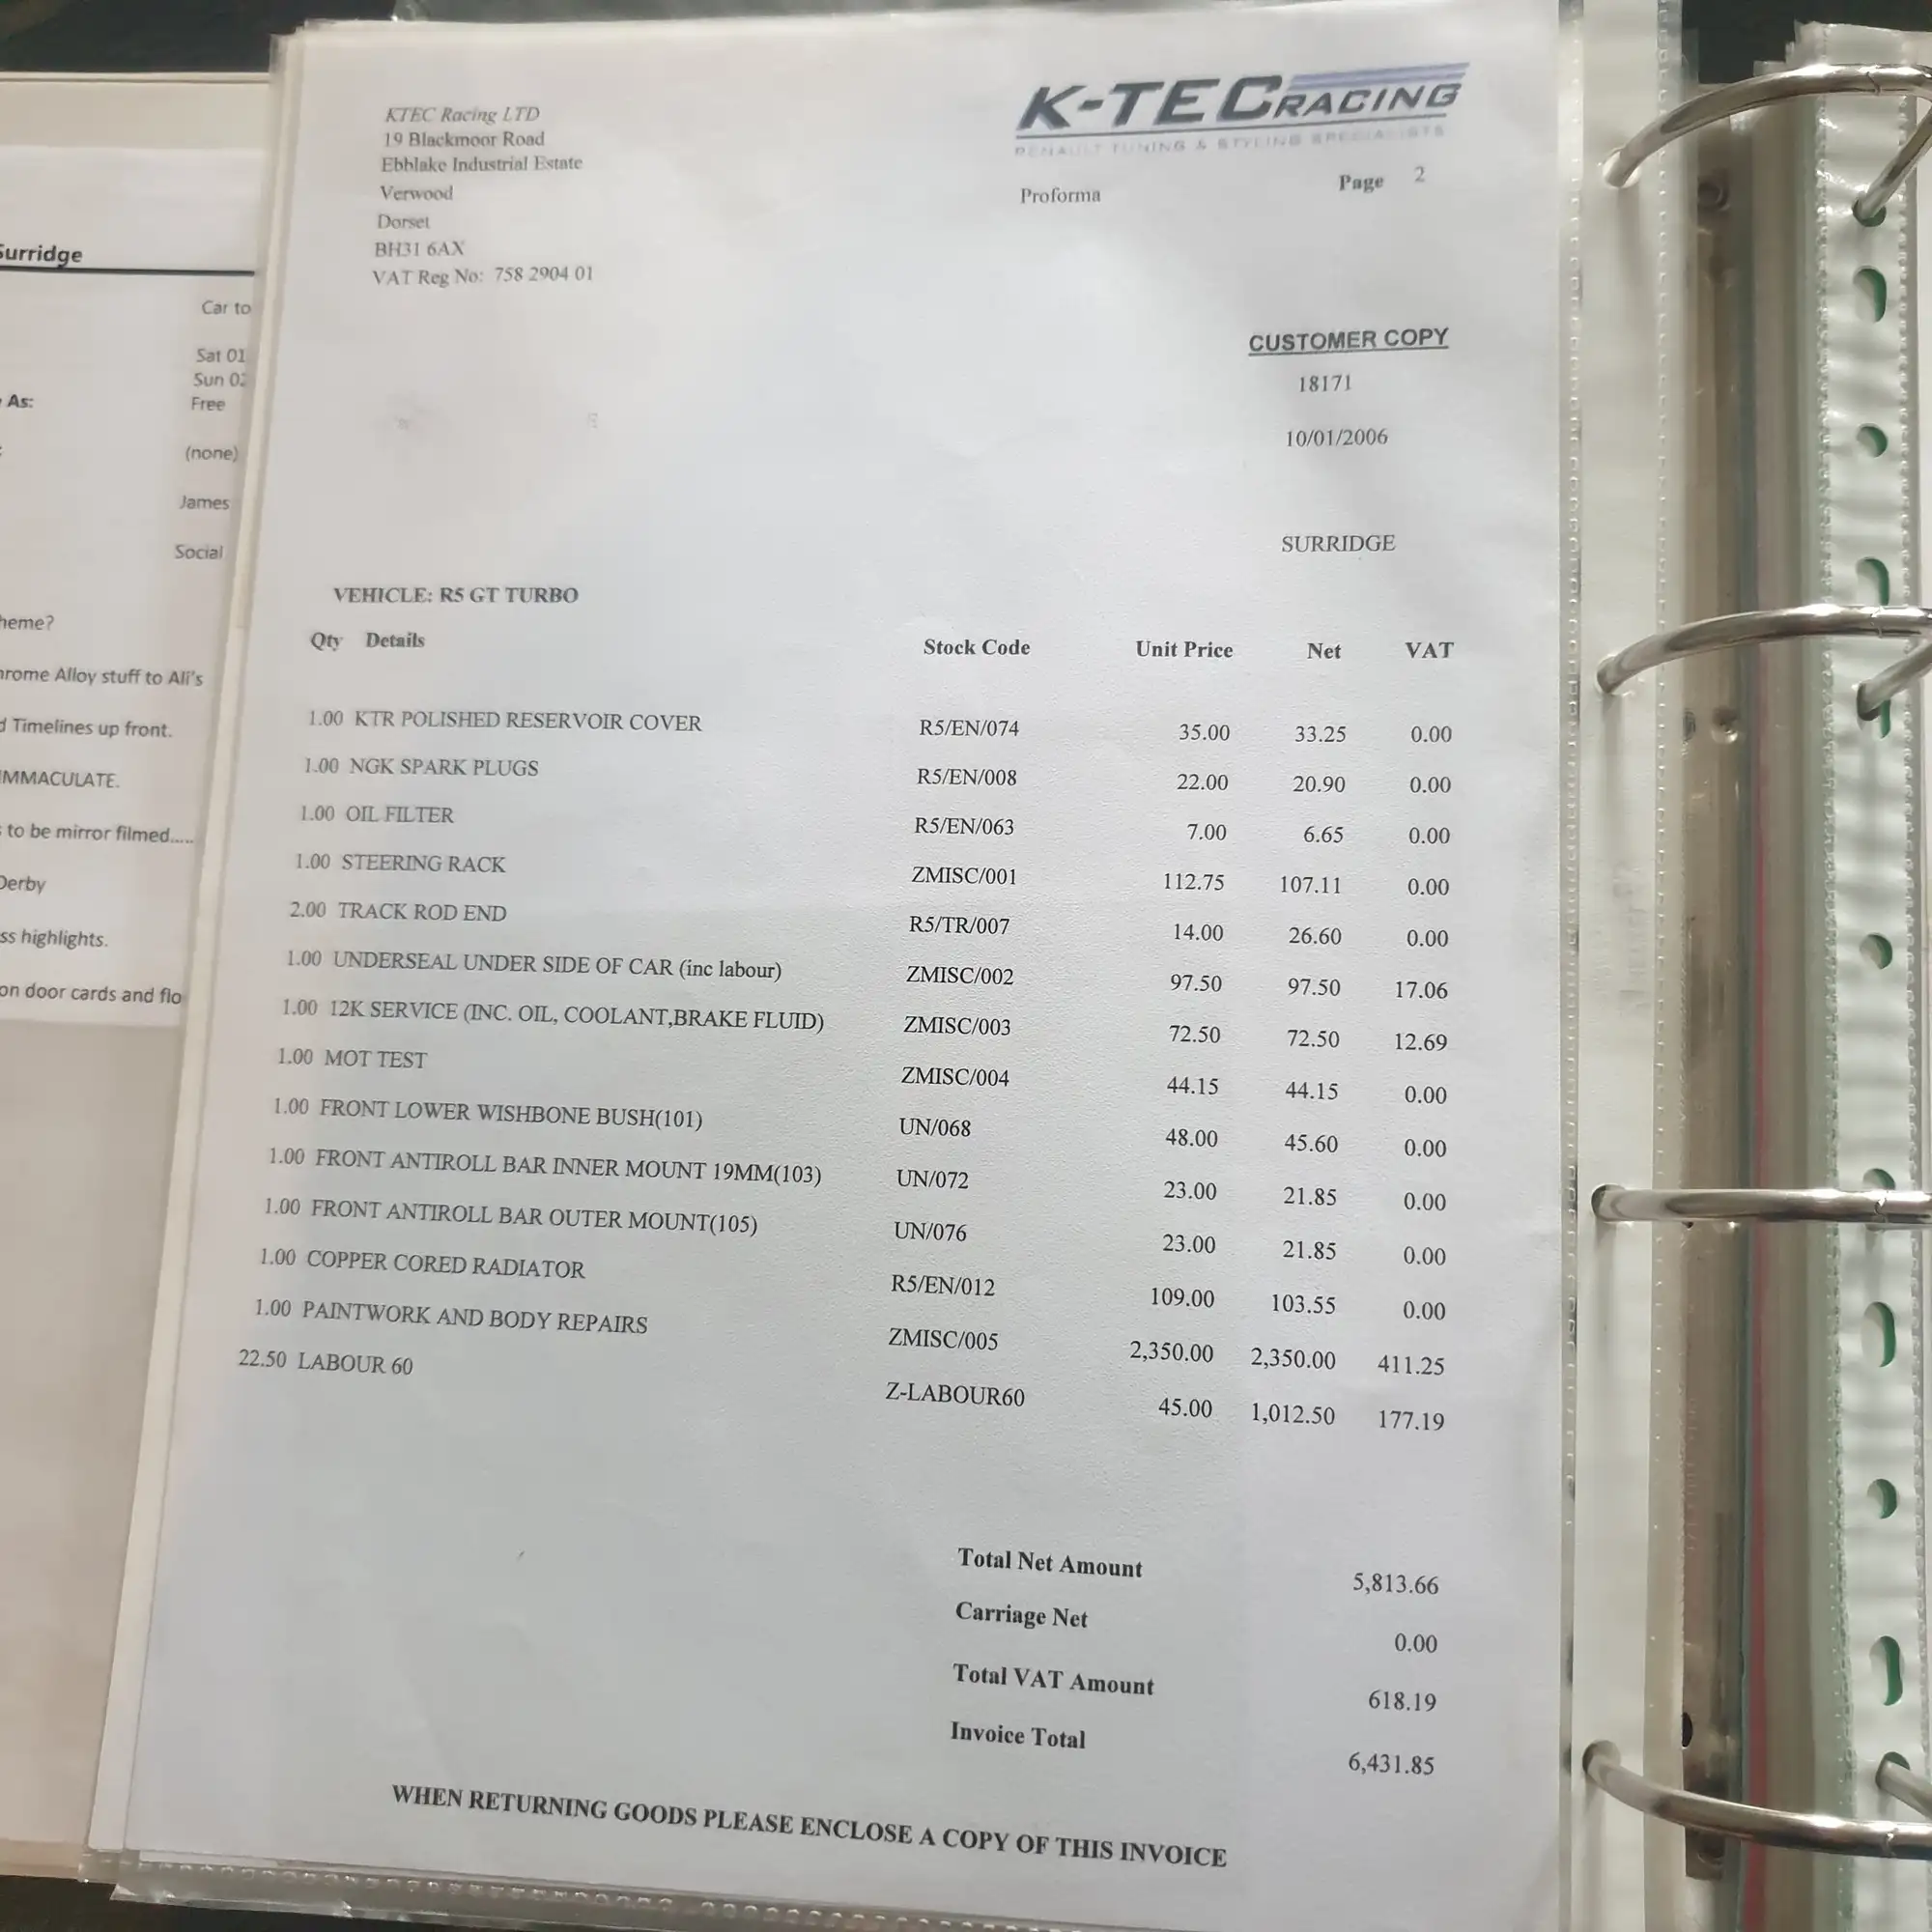 Surridge
Car to
Sat 01
Sun 02
As:
Free
(none)
James
Social
heme?
hrome Alloy stuff to Ali's
d Timelines up front.
IMMACULATE.
to be mirror filmed.....
Derby
ss highlights.
on door cards and flo
KTEC Racing LTD
19 Blackmoor Road
Ebblake Industrial Estate
Verwood
Dorset
BH31 6AX
VAT Reg No: 758 2904 01
K-TEC RACING
RENAULT TUNING & STYLING SPECIALISTS
Proforma Page 2
CUSTOMER COPY
18171
10/01/2006
SURRIDGE
VEHICLE: R5 GT TURBO
Qty Details Stock Code Unit Price Net VAT
1.00 KTR POLISHED RESERVOIR COVER R5/EN/074 35.00 33.25 0.00
1.00 NGK SPARK PLUGS R5/EN/008 22.00 20.90 0.00
1.00 OIL FILTER R5/EN/063 7.00 6.65 0.00
1.00 STEERING RACK ZMISC/001 112.75 107.11 0.00
2.00 TRACK ROD END R5/TR/007 14.00 26.60 0.00
1.00 UNDERSEAL UNDER SIDE OF CAR (inc labour) ZMISC/002 97.50 97.50 17.06
1.00 12K SERVICE (INC. OIL, COOLANT,BRAKE FLUID) ZMISC/003 72.50 72.50 12.69
1.00 MOT TEST ZMISC/004 44.15 44.15 0.00
1.00 FRONT LOWER WISHBONE BUSH(101) UN/068 48.00 45.60 0.00
1.00 FRONT ANTIROLL BAR INNER MOUNT 19MM(103) UN/072 23.00 21.85 0.00
1.00 FRONT ANTIROLL BAR OUTER MOUNT(105) UN/076 23.00 21.85 0.00
1.00 COPPER CORED RADIATOR R5/EN/012 109.00 103.55 0.00
1.00 PAINTWORK AND BODY REPAIRS ZMISC/005 2,350.00 2,350.00 411.25
22.50 LABOUR 60 Z-LABOUR60 45.00 1,012.50 177.19
Total Net Amount 5,813.66
Carriage Net 0.00
Total VAT Amount 618.19
Invoice Total 6,431.85
WHEN RETURNING GOODS PLEASE ENCLOSE A COPY OF THIS INVOICE